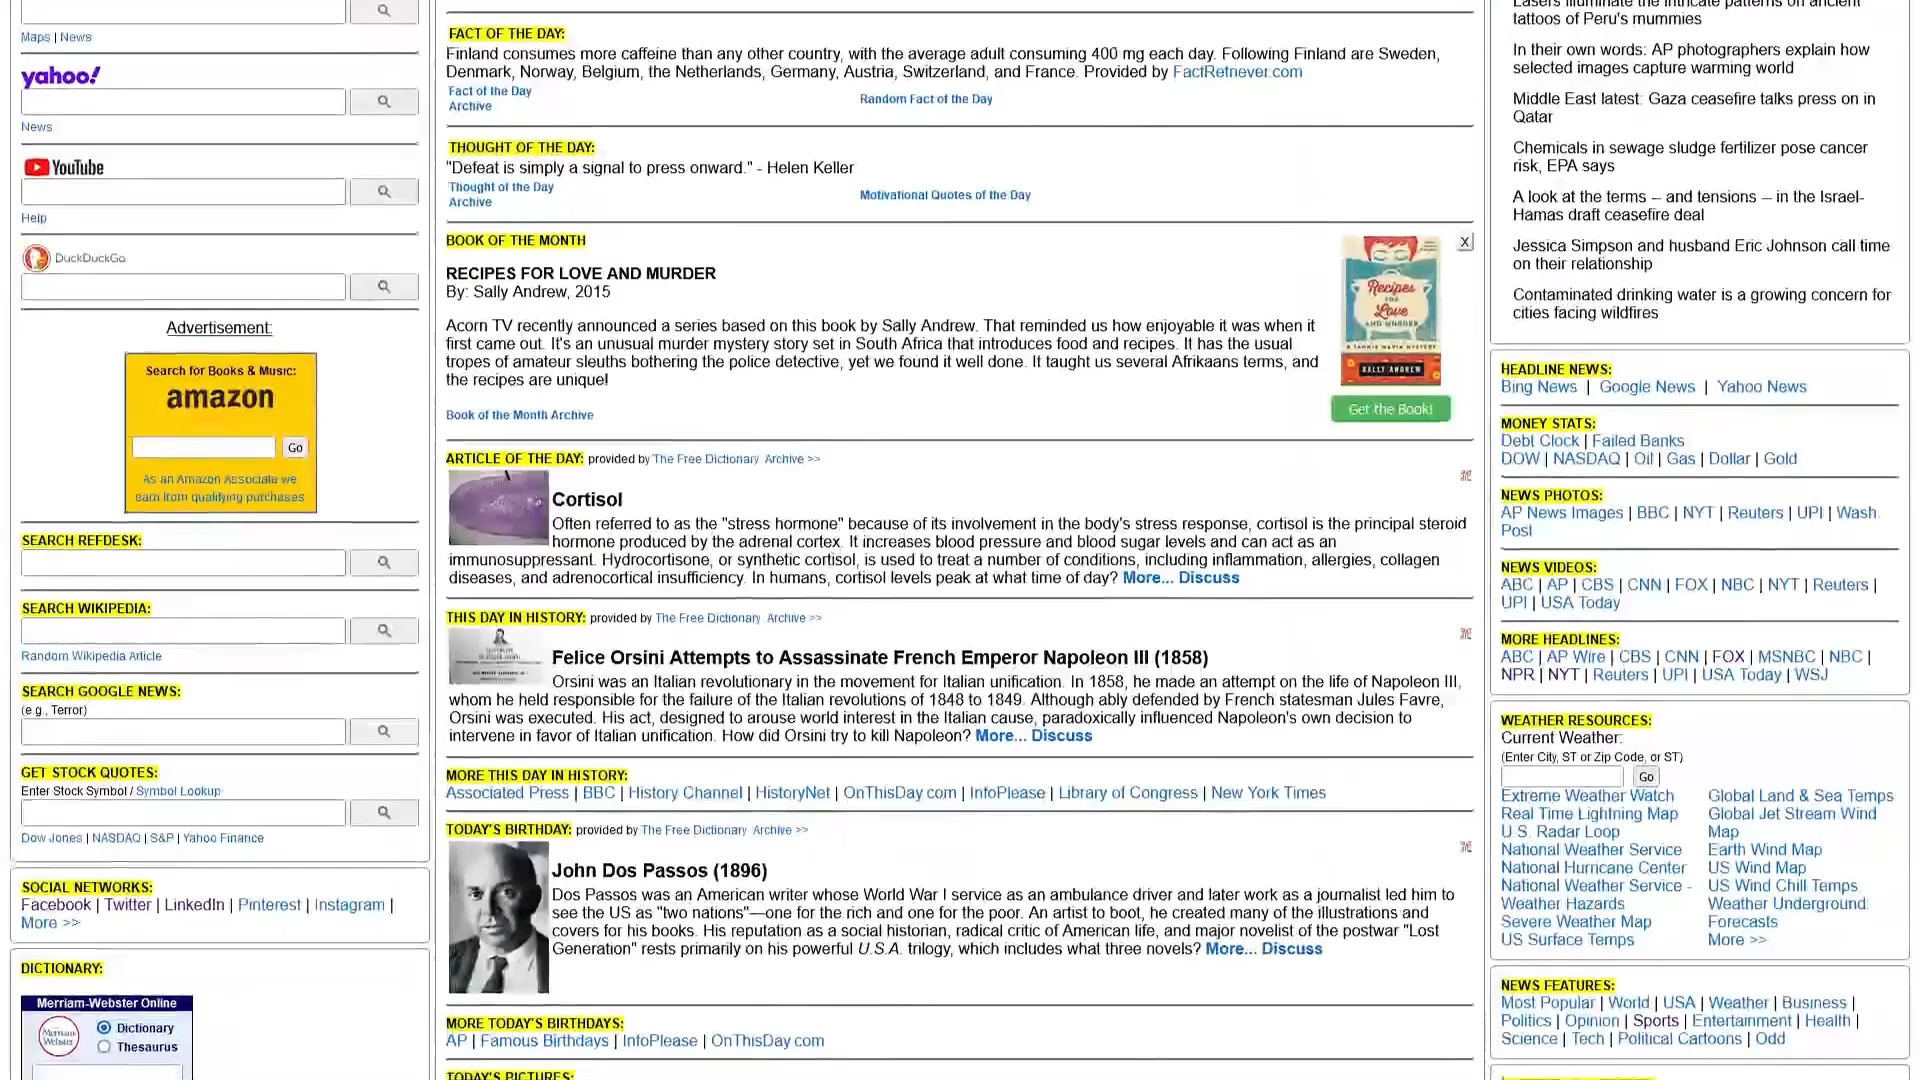 Maps | News
yahoo!
News
YouTube
Help
DuckDuckGo
Advertisement:
Search for Books & Music:
amazon
Go
As an Amazon Associate we
earn from qualifying purchases
SEARCH REFDESK:
SEARCH WIKIPEDIA:
Random Wikipedia Article
SEARCH GOOGLE NEWS:
(e.g., Terror)
GET STOCK QUOTES:
Enter Stock Symbol / Symbol Lookup
Dow Jones | NASDAQ | S&P | Yahoo Finance
SOCIAL NETWORKS:
Facebook | Twitter | LinkedIn | Pinterest | Instagram |
More >>
DICTIONARY:
Merriam-Webster Online
Merriam-
Webster
Dictionary
Thesaurus
FACT OF THE DAY:
Finland consumes more caffeine than any other country, with the average adult consuming 400 mg each day. Following Finland are Sweden,
Denmark, Norway, Belgium, the Netherlands, Germany, Austria, Switzerland, and France. Provided by FactRetriever.com
Fact of the Day
Archive
Random Fact of the Day
THOUGHT OF THE DAY:
"Defeat is simply a signal to press onward." - Helen Keller
Thought of the Day
Archive
Motivational Quotes of the Day
BOOK OF THE MONTH
X
RECIPES FOR LOVE AND MURDER
By: Sally Andrew, 2015
Acorn TV recently announced a series based on this book by Sally Andrew. That reminded us how enjoyable it was when it
first came out. It's an unusual murder mystery story set in South Africa that introduces food and recipes. It has the usual
tropes of amateur sleuths bothering the police detective, yet we found it well done. It taught us several Afrikaans terms, and
the recipes are unique!
Recipes
FOR
Love
AND MURDER
A TANNIE MARIA MYSTERY
SALLY ANDREW
Get the Book!
Book of the Month Archive
ARTICLE OF THE DAY: provided by The Free Dictionary Archive >>
Cortisol
Often referred to as the "stress hormone" because of its involvement in the body's stress response, cortisol is the principal steroid
hormone produced by the adrenal cortex. It increases blood pressure and blood sugar levels and can act as an
immunosuppressant. Hydrocortisone, or synthetic cortisol, is used to treat a number of conditions, including inflammation, allergies, collagen
diseases, and adrenocortical insufficiency. In humans, cortisol levels peak at what time of day? More... Discuss
THIS DAY IN HISTORY: provided by The Free Dictionary Archive >>
Felice Orsini Attempts to Assassinate French Emperor Napoleon III (1858)
Orsini was an Italian revolutionary in the movement for Italian unification. In 1858, he made an attempt on the life of Napoleon III,
whom he held responsible for the failure of the Italian revolutions of 1848 to 1849. Although ably defended by French statesman Jules Favre,
Orsini was executed. His act, designed to arouse world interest in the Italian cause, paradoxically influenced Napoleon's own decision to
intervene in favor of Italian unification. How did Orsini try to kill Napoleon? More... Discuss
MORE THIS DAY IN HISTORY:
Associated Press | BBC | History Channel | HistoryNet | OnThisDay.com | InfoPlease | Library of Congress | New York Times
TODAY'S BIRTHDAY: provided by The Free Dictionary Archive >>
John Dos Passos (1896)
Dos Passos was an American writer whose World War I service as an ambulance driver and later work as a journalist led him to
see the US as "two nations"—one for the rich and one for the poor. An artist to boot, he created many of the illustrations and
covers for his books. His reputation as a social historian, radical critic of American life, and major novelist of the postwar "Lost
Generation" rests primarily on his powerful U.S.A. trilogy, which includes what three novels? More... Discuss
MORE TODAY'S BIRTHDAYS:
AP | Famous Birthdays | InfoPlease | OnThisDay.com
TODAY'S PICTURES:
Lasers illuminate the intricate patterns on ancient
tattoos of Peru's mummies
In their own words: AP photographers explain how
selected images capture warming world
Middle East latest: Gaza ceasefire talks press on in
Qatar
Chemicals in sewage sludge fertilizer pose cancer
risk, EPA says
A look at the terms – and tensions – in the Israel-
Hamas draft ceasefire deal
Jessica Simpson and husband Eric Johnson call time
on their relationship
Contaminated drinking water is a growing concern for
cities facing wildfires
HEADLINE NEWS:
Bing News | Google News | Yahoo News
MONEY STATS:
Debt Clock | Failed Banks
DOW | NASDAQ | Oil | Gas | Dollar | Gold
NEWS PHOTOS:
AP News Images | BBC | NYT | Reuters | UPI | Wash.
Post
NEWS VIDEOS:
ABC | AP | CBS | CNN | FOX | NBC | NYT | Reuters |
UPI | USA Today
MORE HEADLINES:
ABC | AP Wire | CBS | CNN | FOX | MSNBC | NBC |
NPR | NYT | Reuters | UPI | USA Today | WSJ
WEATHER RESOURCES:
Current Weather:
(Enter City, ST or Zip Code, or ST)
Go
Extreme Weather Watch
Real Time Lightning Map
U.S. Radar Loop
National Weather Service
National Hurricane Center
National Weather Service -
Weather Hazards
Severe Weather Map
US Surface Temps
Global Land & Sea Temps
Global Jet Stream Wind
Map
Earth Wind Map
US Wind Map
US Wind Chill Temps
Weather Underground:
Forecasts
More >>
NEWS FEATURES:
Most Popular | World | USA | Weather | Business |
Politics | Opinion | Sports | Entertainment | Health |
Science | Tech | Political Cartoons | Odd